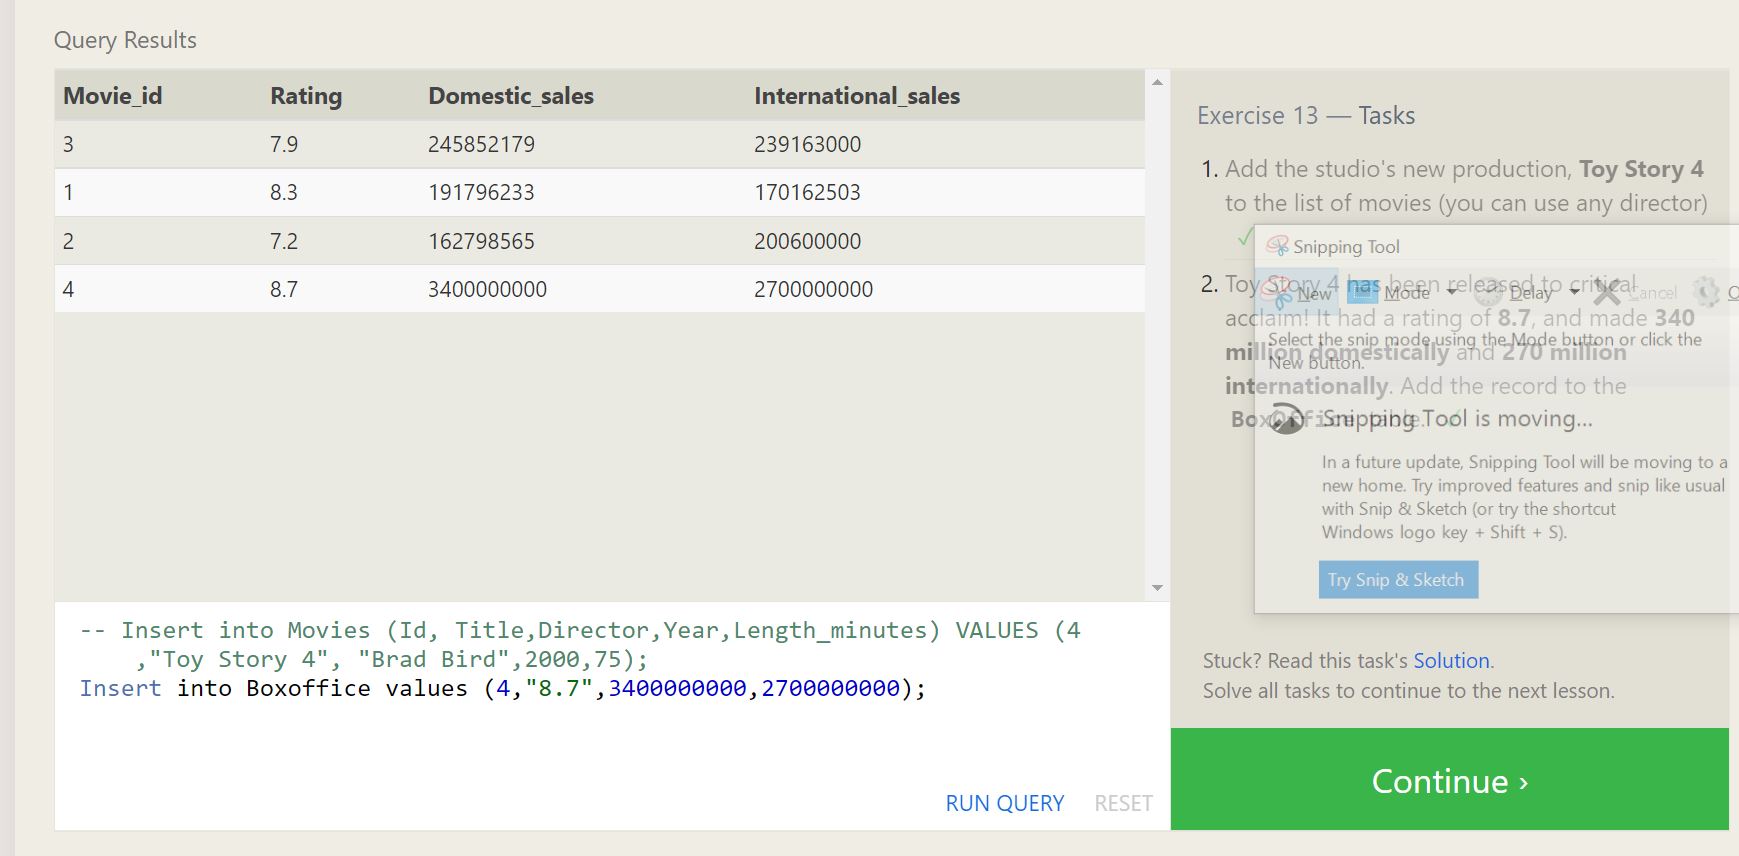 Query Results
Movie_id Rating Domestic_sales International_sales
3 7.9 245852179 239163000
1 8.3 191796233 170162503
2 7.2 162798565 200600000
4 8.7 3400000000 2700000000
-- Insert into Movies (Id, Title,Director,Year,Length_minutes) VALUES (4
,"Toy Story 4", "Brad Bird",2000,75);
Insert into Boxoffice values (4,"8.7",3400000000,2700000000);
RUN QUERY RESET
Exercise 13 — Tasks
1. Add the studio's new production, Toy Story 4
to the list of movies (you can use any director)
✓
2. Toy Story 4 has been released to critical
acclaim! It had a rating of 8.7, and made 340
million domestically and 270 million
internationally. Add the record to the
BoxOffice table. ✓
Snipping Tool
New Mode Delay Cancel O
Select the snip mode using the Mode button or click the
New button.
Snipping Tool is moving...
In a future update, Snipping Tool will be moving to a
new home. Try improved features and snip like usual
with Snip & Sketch (or try the shortcut
Windows logo key + Shift + S).
Try Snip & Sketch
Stuck? Read this task's Solution.
Solve all tasks to continue to the next lesson.
Continue ›